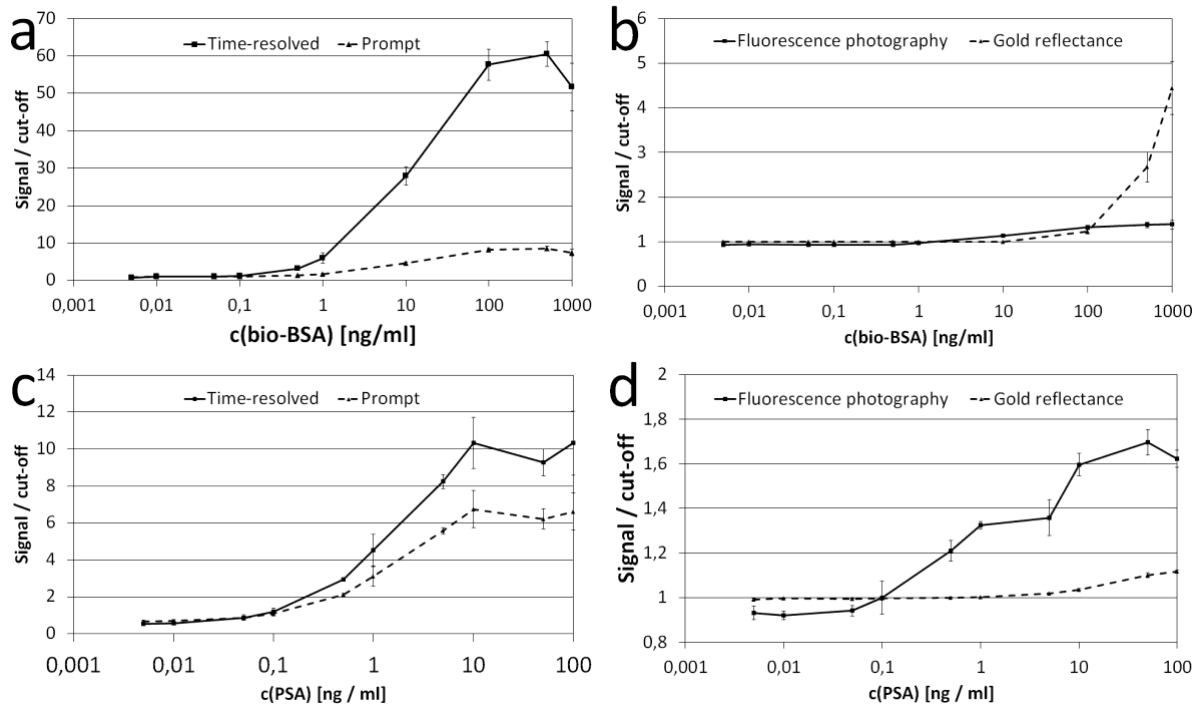 a
Time-resolved Prompt
Signal / cut-off
70
60
50
40
30
20
10
0
0,001 0,01 0,1 1 10 100 1000
c(bio-BSA) [ng/ml]
b
Fluorescence photography Gold reflectance
Signal / cut-off
6
5
4
3
2
1
0
0,001 0,01 0,1 1 10 100 1000
c(bio-BSA) [ng/ml]
c
Time-resolved Prompt
Signal / cut-off
14
12
10
8
6
4
2
0
0,001 0,01 0,1 1 10 100
c(PSA) [ng / ml]
d
Fluorescence photography Gold reflectance
Signal / cut-off
2
1,8
1,6
1,4
1,2
1
0,8
0,001 0,01 0,1 1 10 100
c(PSA) [ng / ml]